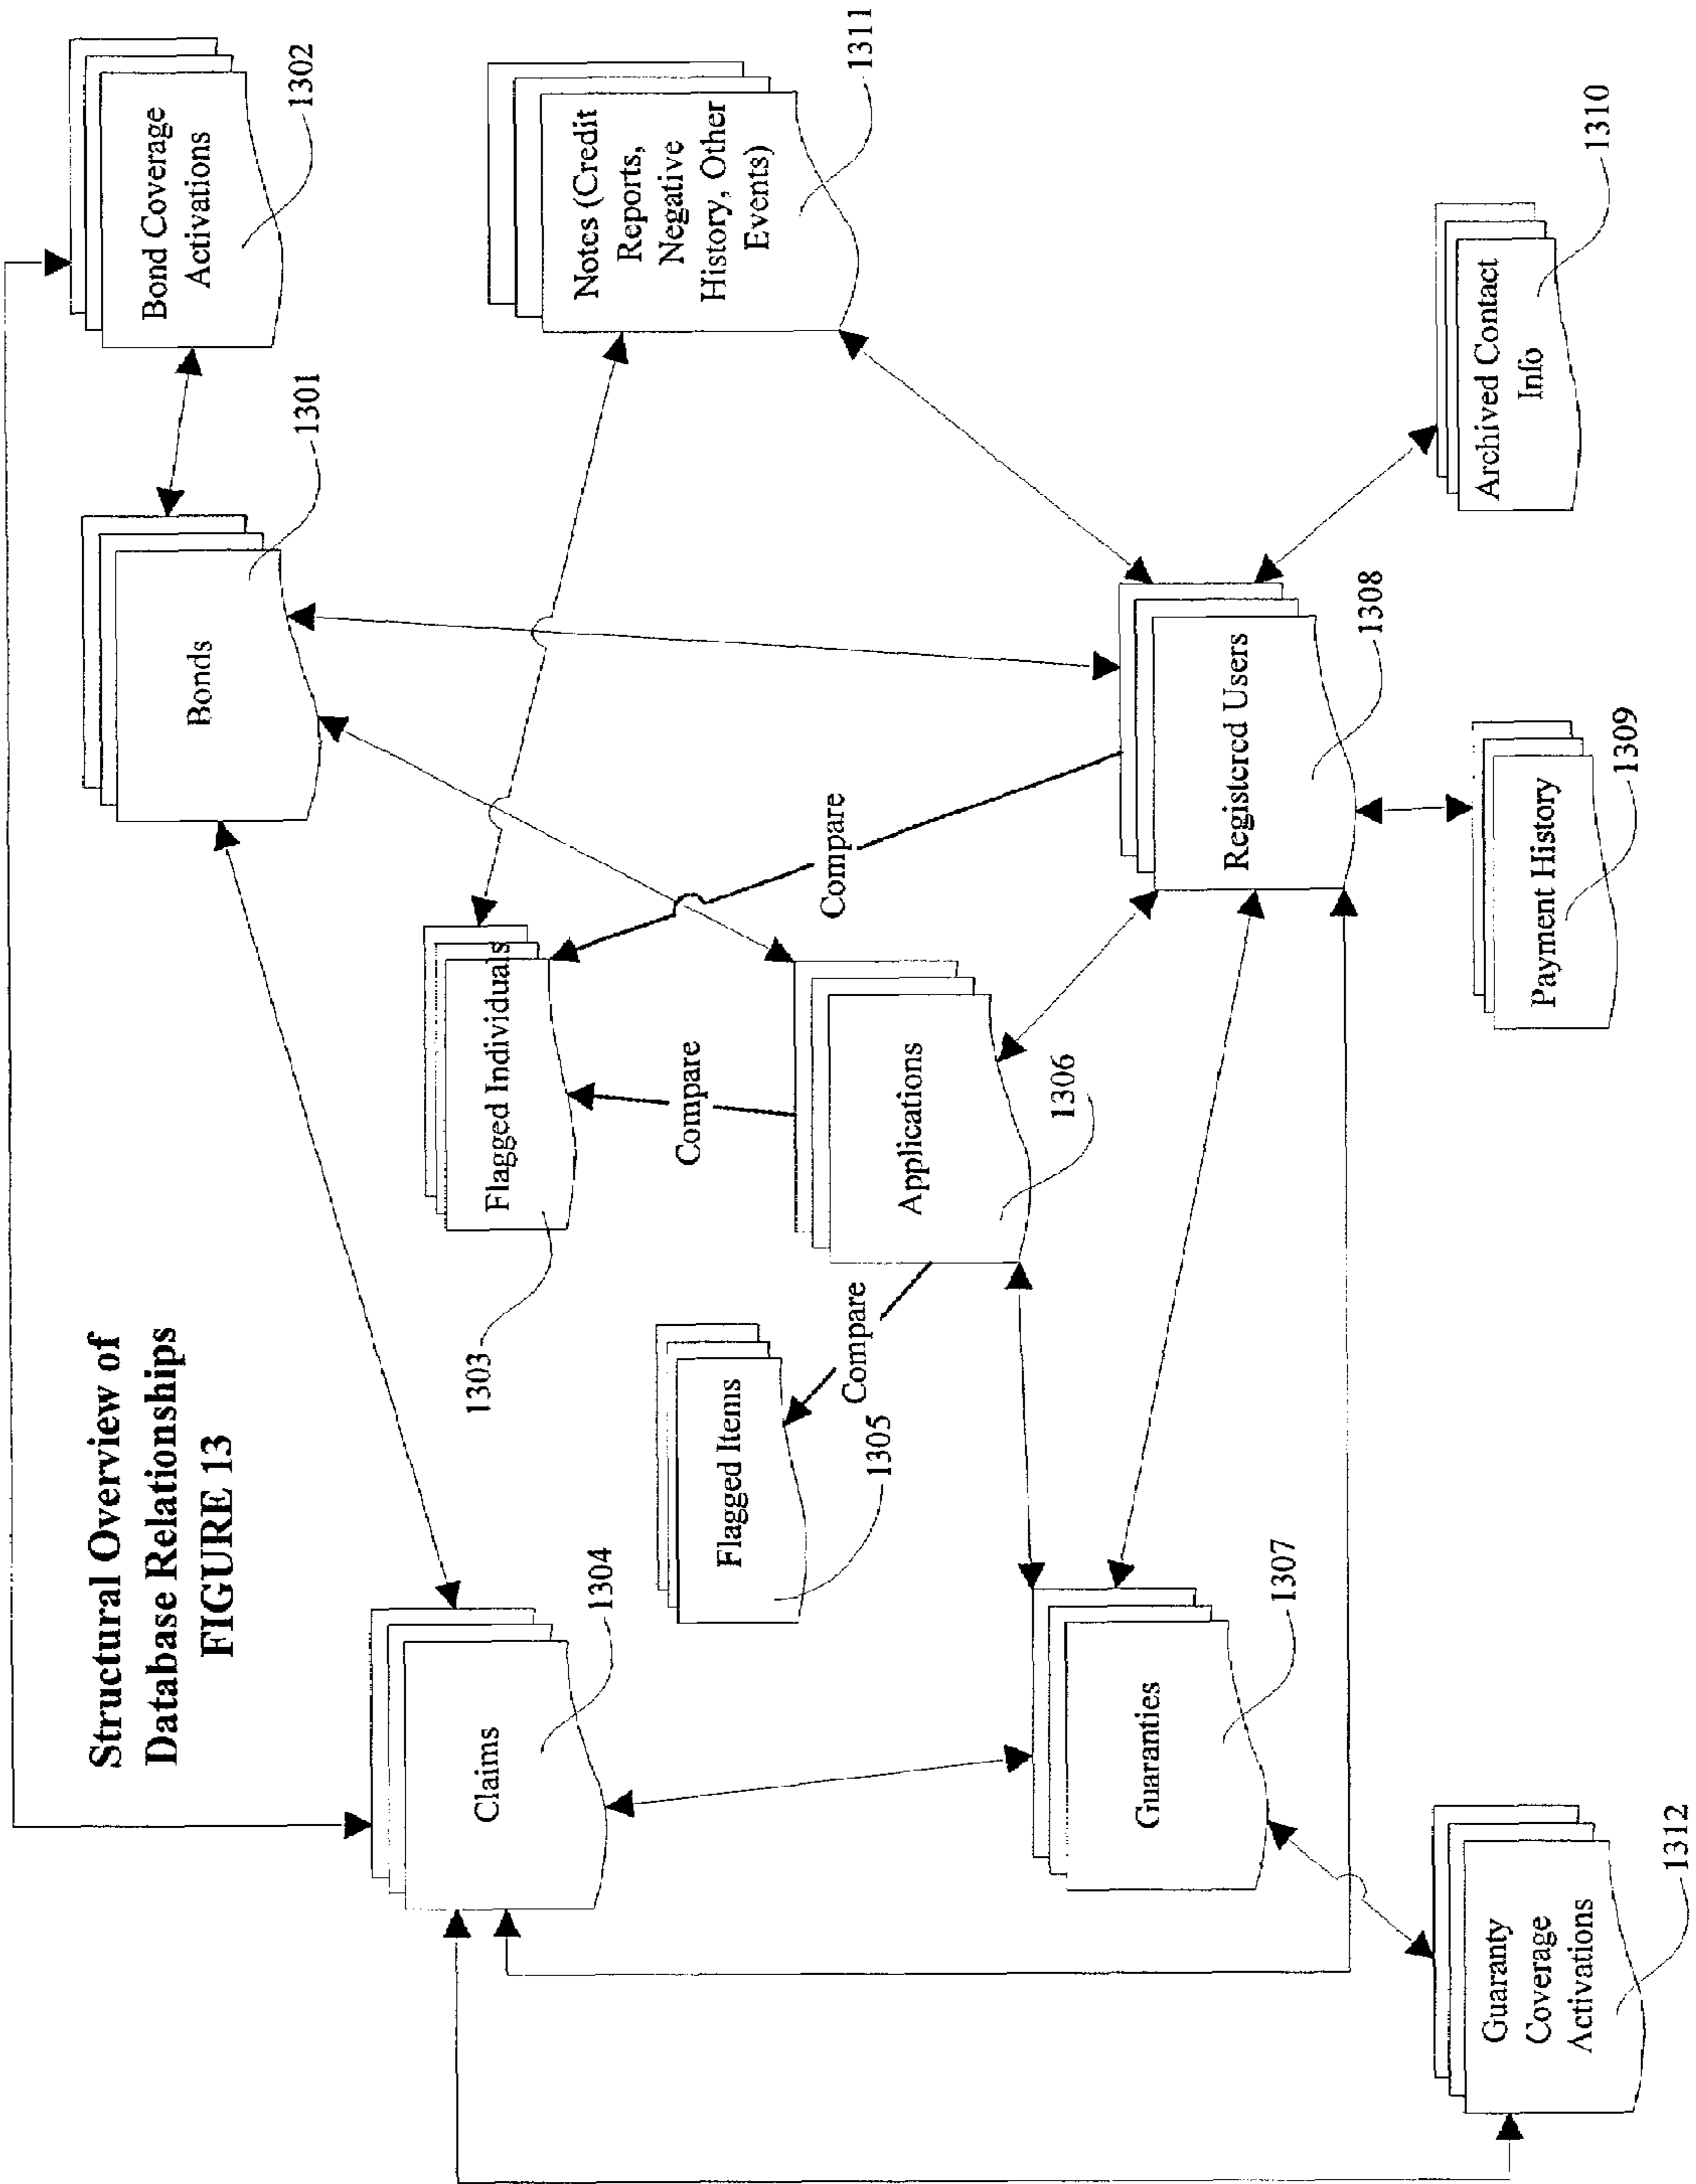 Structural Overview of
Database Relationships
FIGURE 13
Bond Coverage
Activations
1302
Bonds
1301
Claims
1304
Flagged Individuals
1303
Notes (Credit
Reports,
Negative
History, Other
Events)
1311
Flagged Items
1305
Compare
Compare
Compare
Applications
1306
Guaranties
1307
Registered Users
1308
Guaranty
Coverage
Activations
1312
Payment History
1309
Archived Contact
Info
1310